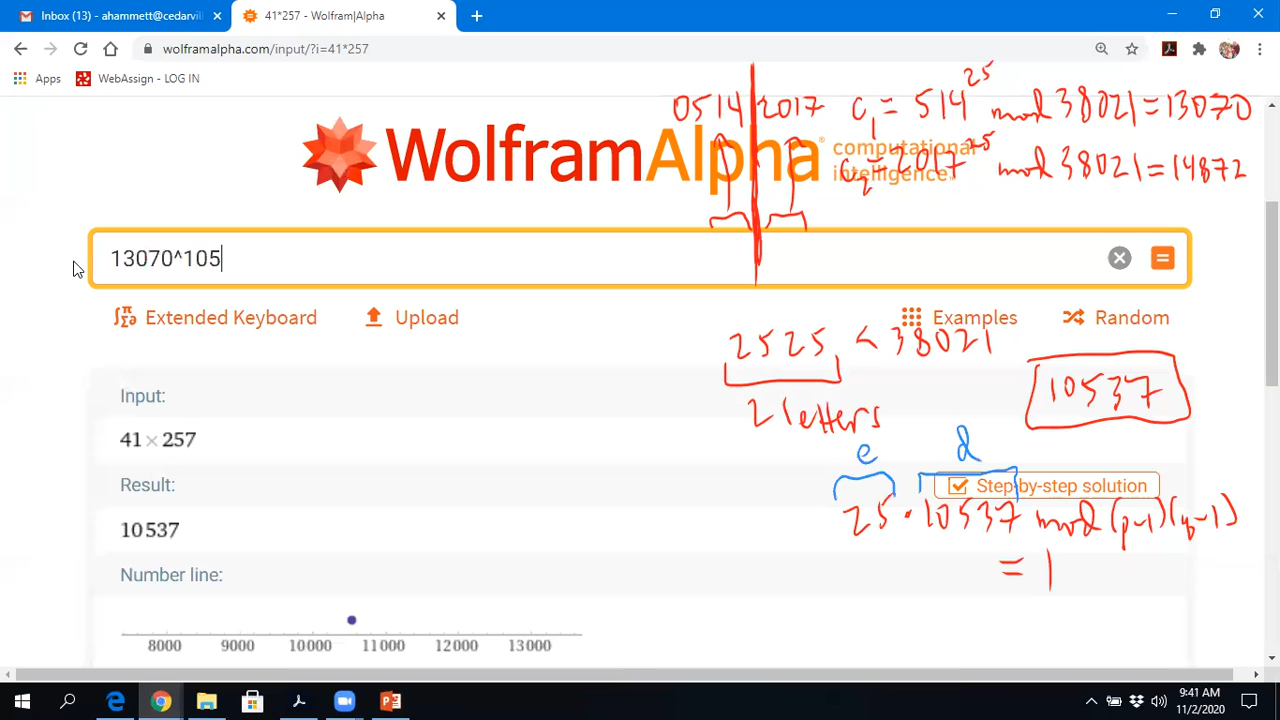 Inbox (13) - ahammett@cedarvill
41*257 - Wolfram|Alpha
wolframalpha.com/input/?i=41*257
Apps
WebAssign - LOG IN
0514 2017 c₁ = 514^25 mod 38021 = 13070
WolframAlpha computational intelligence.
c₂ = 2017^25 mod 38021 = 14872
13070^105
Extended Keyboard
Upload
Examples
Random
2525 < 38021
2 letters
10537
Input:
41 × 257
Result:
10537
Step-by-step solution
e d
25 · 10537 mod (p-1)(q-1)
= 1
Number line:
8000 9000 10000 11000 12000 13000
9:41 AM
11/2/2020